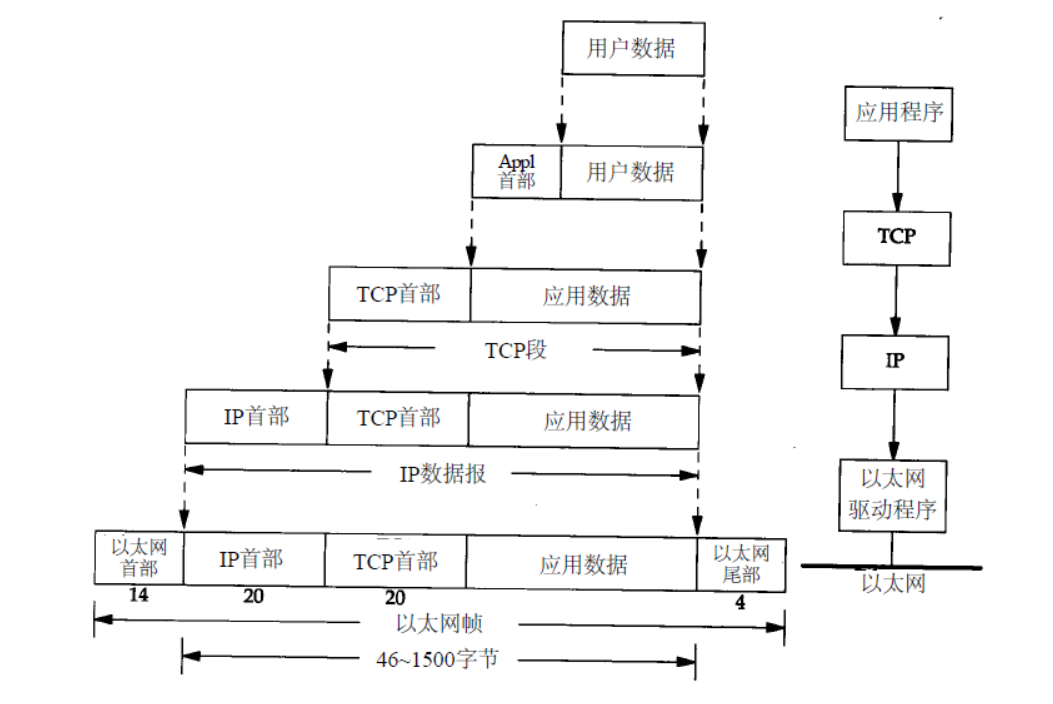 用户数据
应用程序
Appl
首部
用户数据
TCP
TCP首部
应用数据
TCP段
IP
IP首部
TCP首部
应用数据
IP数据报
以太网
驱动程序
以太网
首部
IP首部
TCP首部
应用数据
以太网
尾部
以太网
14
20
20
4
以太网帧
46~1500字节